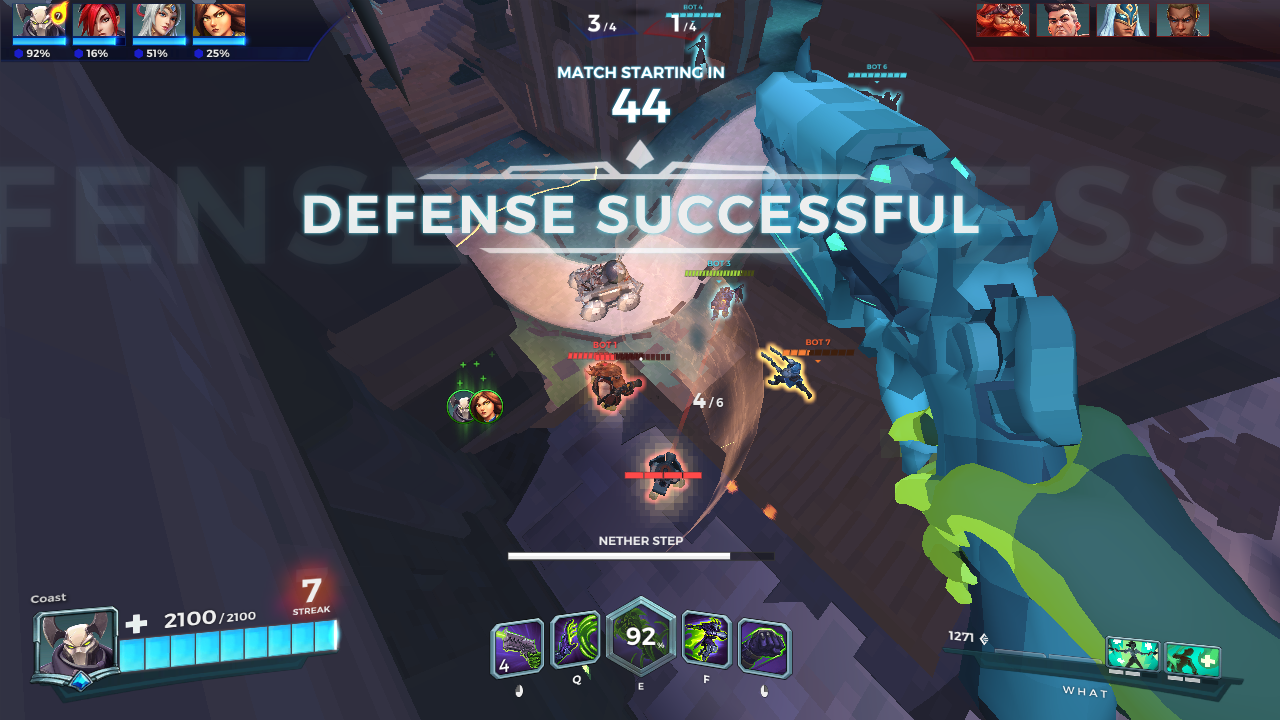 92%
16%
51%
25%
3/4
1/4
BOT 4
MATCH STARTING IN
44
BOT 6
DEFENSE SUCCESSFUL
BOT 3
BOT 1
BOT 7
4/6
NETHER STEP
Coast
2100/2100
7
STREAK
4
92%
Q
E
F
1271
WHAT